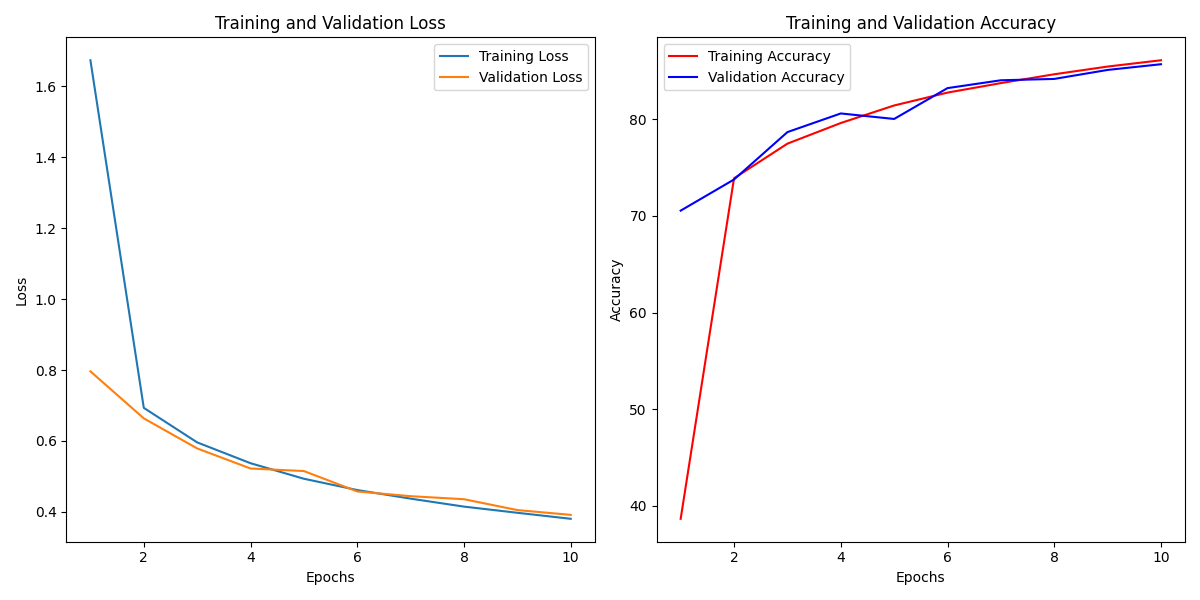 Training and Validation Loss
Training Loss
Validation Loss
1.6
1.4
1.2
1.0
0.8
0.6
0.4
Loss
2 4 6 8 10
Epochs
Training and Validation Accuracy
Training Accuracy
Validation Accuracy
80
70
60
50
40
Accuracy
2 4 6 8 10
Epochs